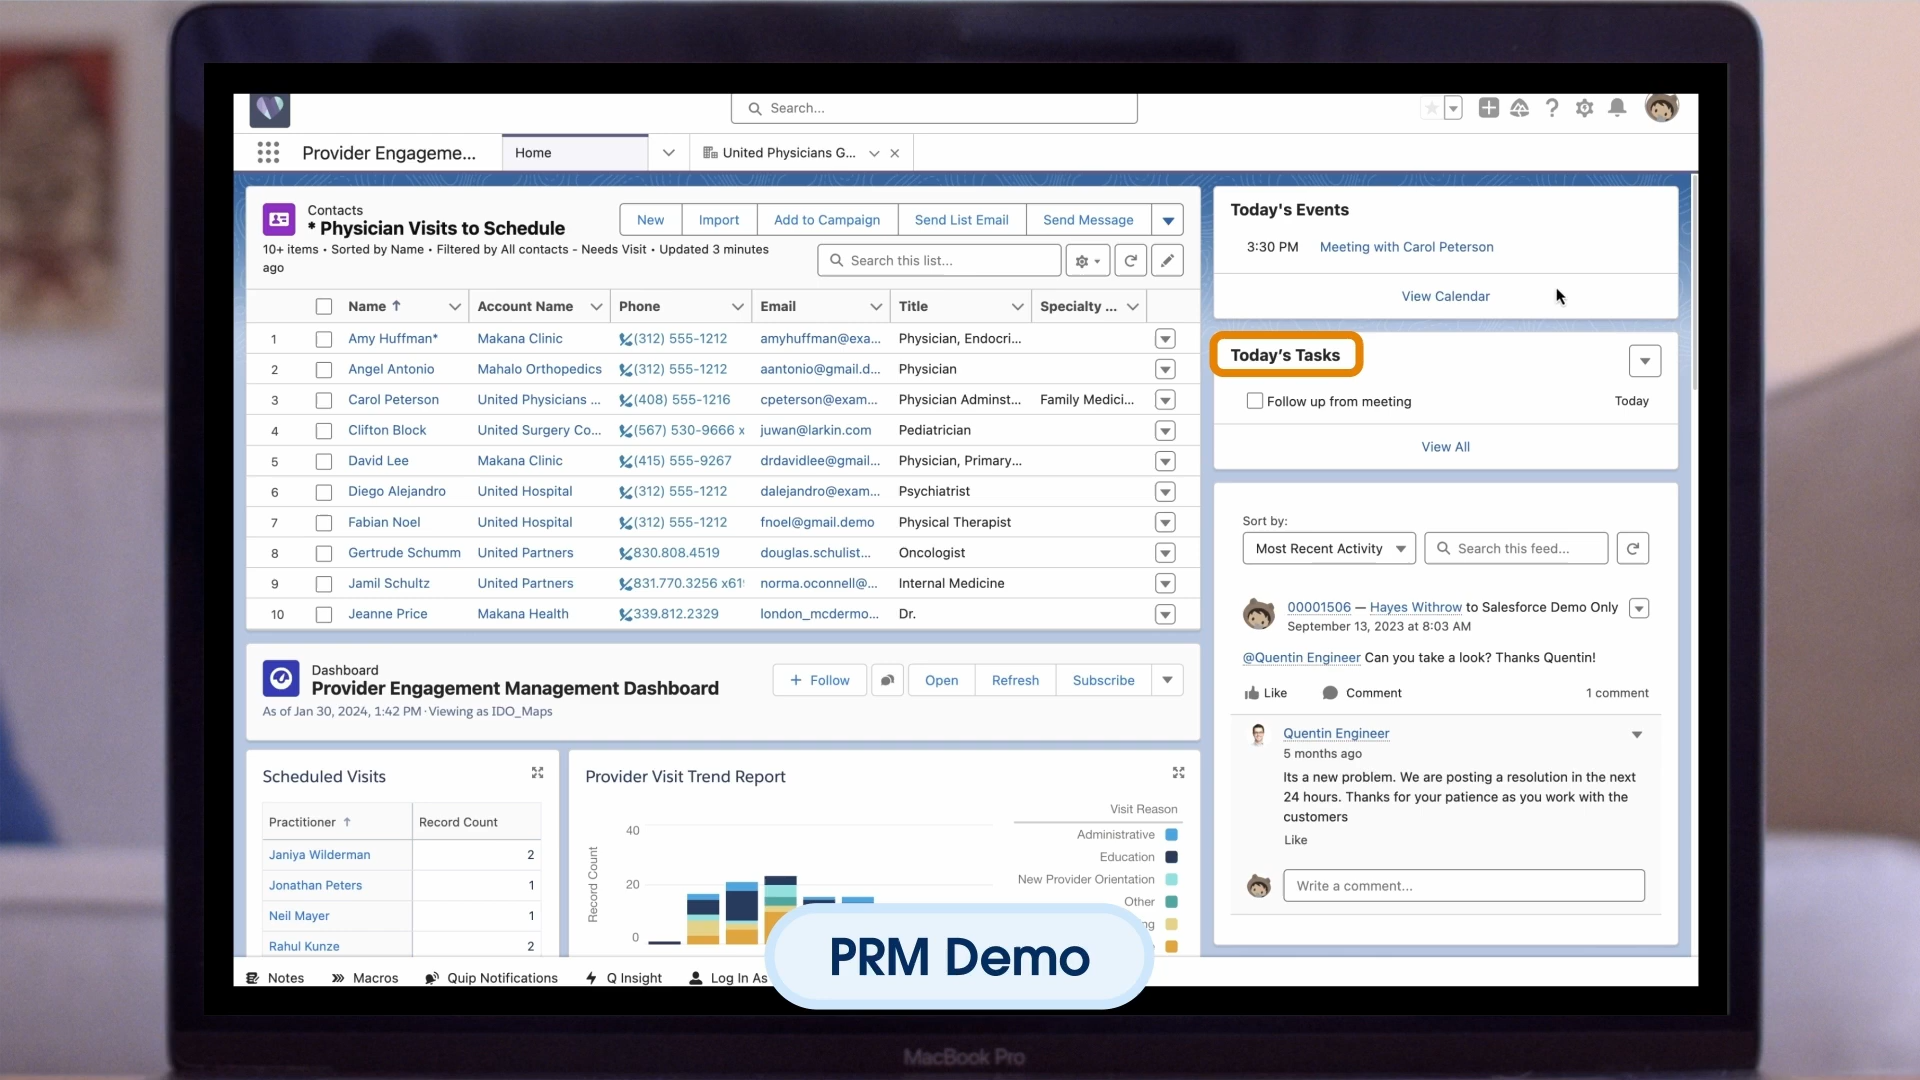 Search...
Provider Engageme...
Home
United Physicians G...
Contacts
* Physician Visits to Schedule
New
Import
Add to Campaign
Send List Email
Send Message
10+ items • Sorted by Name • Filtered by All contacts - Needs Visit • Updated 3 minutes
ago
Search this list...
Name Account Name Phone Email Title Specialty ...
1 Amy Huffman* Makana Clinic (312) 555-1212 amyhuffman@exa... Physician, Endocri...
2 Angel Antonio Mahalo Orthopedics (312) 555-1212 aantonio@gmail.d... Physician
3 Carol Peterson United Physicians ... (408) 555-1216 cpeterson@exam... Physician Adminst... Family Medici...
4 Clifton Block United Surgery Co... (567) 530-9666 x juwan@larkin.com Pediatrician
5 David Lee Makana Clinic (415) 555-9267 drdavidlee@gmail... Physician, Primary...
6 Diego Alejandro United Hospital (312) 555-1212 dalejandro@exam... Psychiatrist
7 Fabian Noel United Hospital (312) 555-1212 fnoel@gmail.demo Physical Therapist
8 Gertrude Schumm United Partners 830.808.4519 douglas.schulist... Oncologist
9 Jamil Schultz United Partners 831.770.3256 x61 norma.oconnell@... Internal Medicine
10 Jeanne Price Makana Health 339.812.2329 london_mcdermo... Dr.
Dashboard
Provider Engagement Management Dashboard
As of Jan 30, 2024, 1:42 PM·Viewing as IDO_Maps
Follow
Open
Refresh
Subscribe
Scheduled Visits
Practitioner Record Count
Janiya Wilderman 2
Jonathan Peters 1
Neil Mayer 1
Rahul Kunze 2
Provider Visit Trend Report
Record Count
40
20
0
Visit Reason
Administrative
Education
New Provider Orientation
Other
Today's Events
3:30 PM Meeting with Carol Peterson
View Calendar
Today's Tasks
Follow up from meeting Today
View All
Sort by:
Most Recent Activity
Search this feed...
00001506 — Hayes Withrow to Salesforce Demo Only
September 13, 2023 at 8:03 AM
@Quentin Engineer Can you take a look? Thanks Quentin!
Like
Comment
1 comment
Quentin Engineer
5 months ago
Its a new problem. We are posting a resolution in the next
24 hours. Thanks for your patience as you work with the
customers
Like
Write a comment...
Notes
Macros
Quip Notifications
Q Insight
Log In As
PRM Demo
MacBook Pro